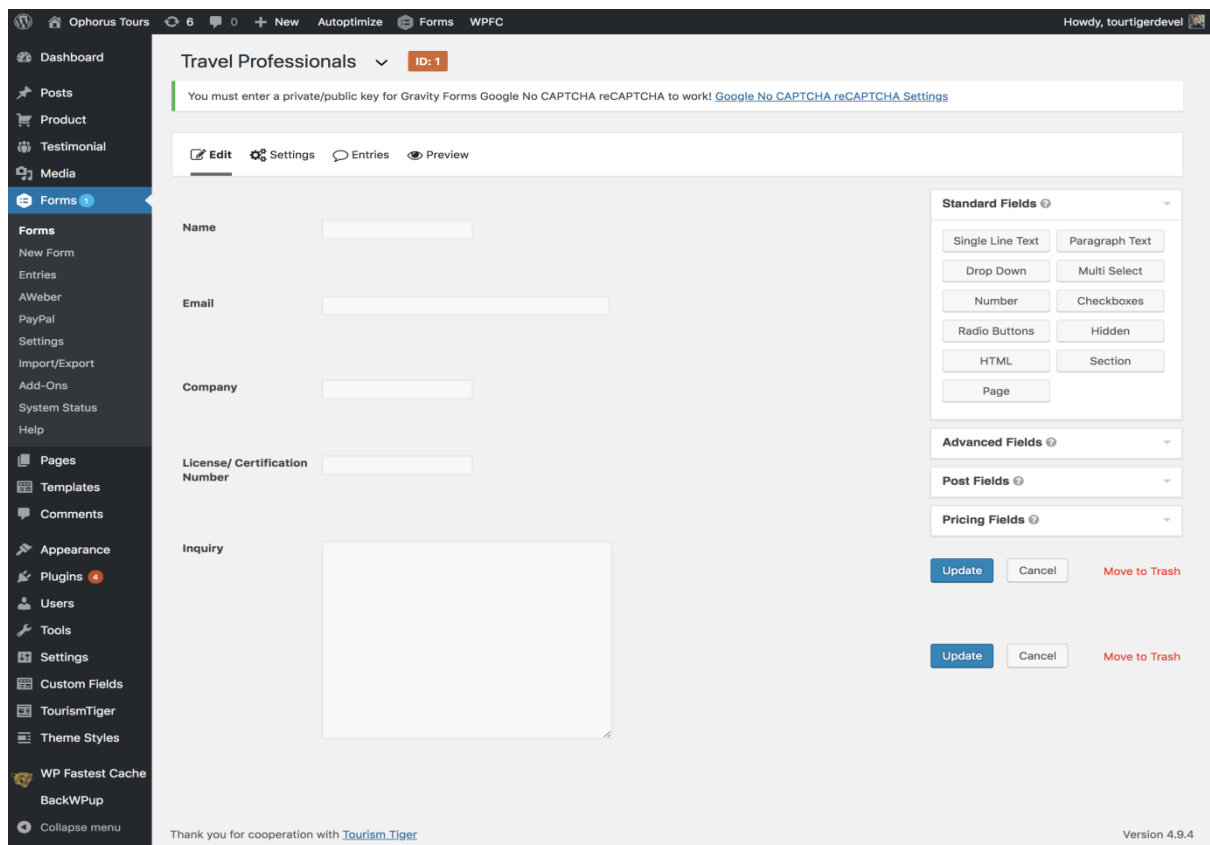 Ophorus Tours 6 0 New Autoptimize Forms WPFC Howdy, tourtigerdevel
Dashboard
Posts
Product
Testimonial
Media
Forms 1
Forms
New Form
Entries
AWeber
PayPal
Settings
Import/Export
Add-Ons
System Status
Help
Pages
Templates
Comments
Appearance
Plugins 4
Users
Tools
Settings
Custom Fields
TourismTiger
Theme Styles
WP Fastest Cache
BackWPup
Collapse menu
Travel Professionals ID: 1
You must enter a private/public key for Gravity Forms Google No CAPTCHA reCAPTCHA to work! Google No CAPTCHA reCAPTCHA Settings
Edit Settings Entries Preview
Name
Email
Company
License/ Certification
Number
Inquiry
Standard Fields
Single Line Text Paragraph Text
Drop Down Multi Select
Number Checkboxes
Radio Buttons Hidden
HTML Section
Page
Advanced Fields
Post Fields
Pricing Fields
Update Cancel Move to Trash
Update Cancel Move to Trash
Thank you for cooperation with Tourism Tiger Version 4.9.4